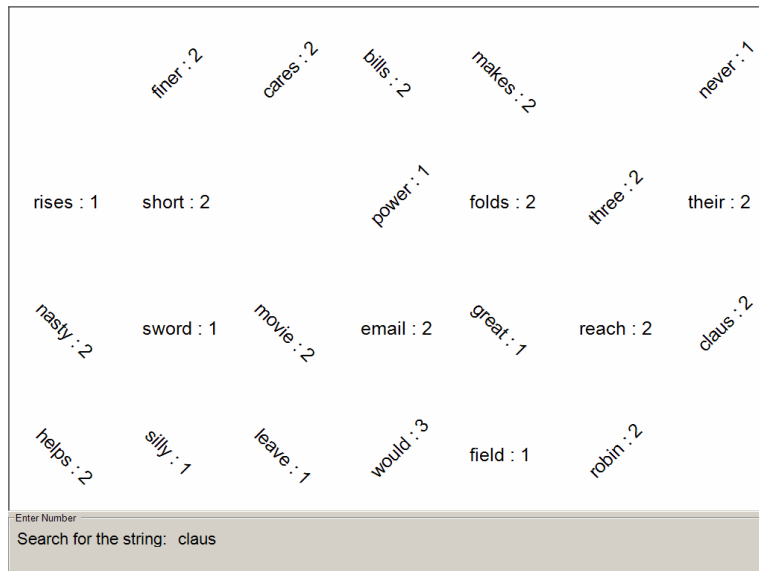 finer : 2
cares : 2
bills : 2
makes : 2
never : 1
rises : 1
short : 2
power : 1
folds : 2
three : 2
their : 2
nasty : 2
sword : 1
movie : 2
email : 2
great : 1
reach : 2
claus : 2
helps : 2
silly : 1
leave : 1
would : 3
field : 1
robin : 2
Enter Number
Search for the string: claus